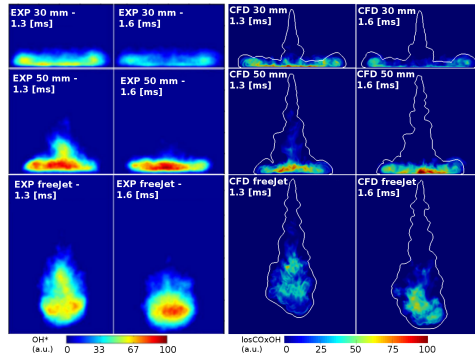 EXP 30 mm -
1.3 [ms]
EXP 30 mm -
1.6 [ms]
CFD 30 mm
1.3 [ms]
CFD 30 mm
1.6 [ms]
EXP 50 mm -
1.3 [ms]
EXP 50 mm -
1.6 [ms]
CFD 50 mm
1.3 [ms]
CFD 50 mm
1.6 [ms]
EXP freeJet -
1.3 [ms]
EXP freeJet -
1.6 [ms]
CFD freeJet
1.3 [ms]
CFD freeJet
1.6 [ms]
OH*
(a.u.)
0 33 67 100
losCOxOH
(a.u.)
0 25 50 75 100